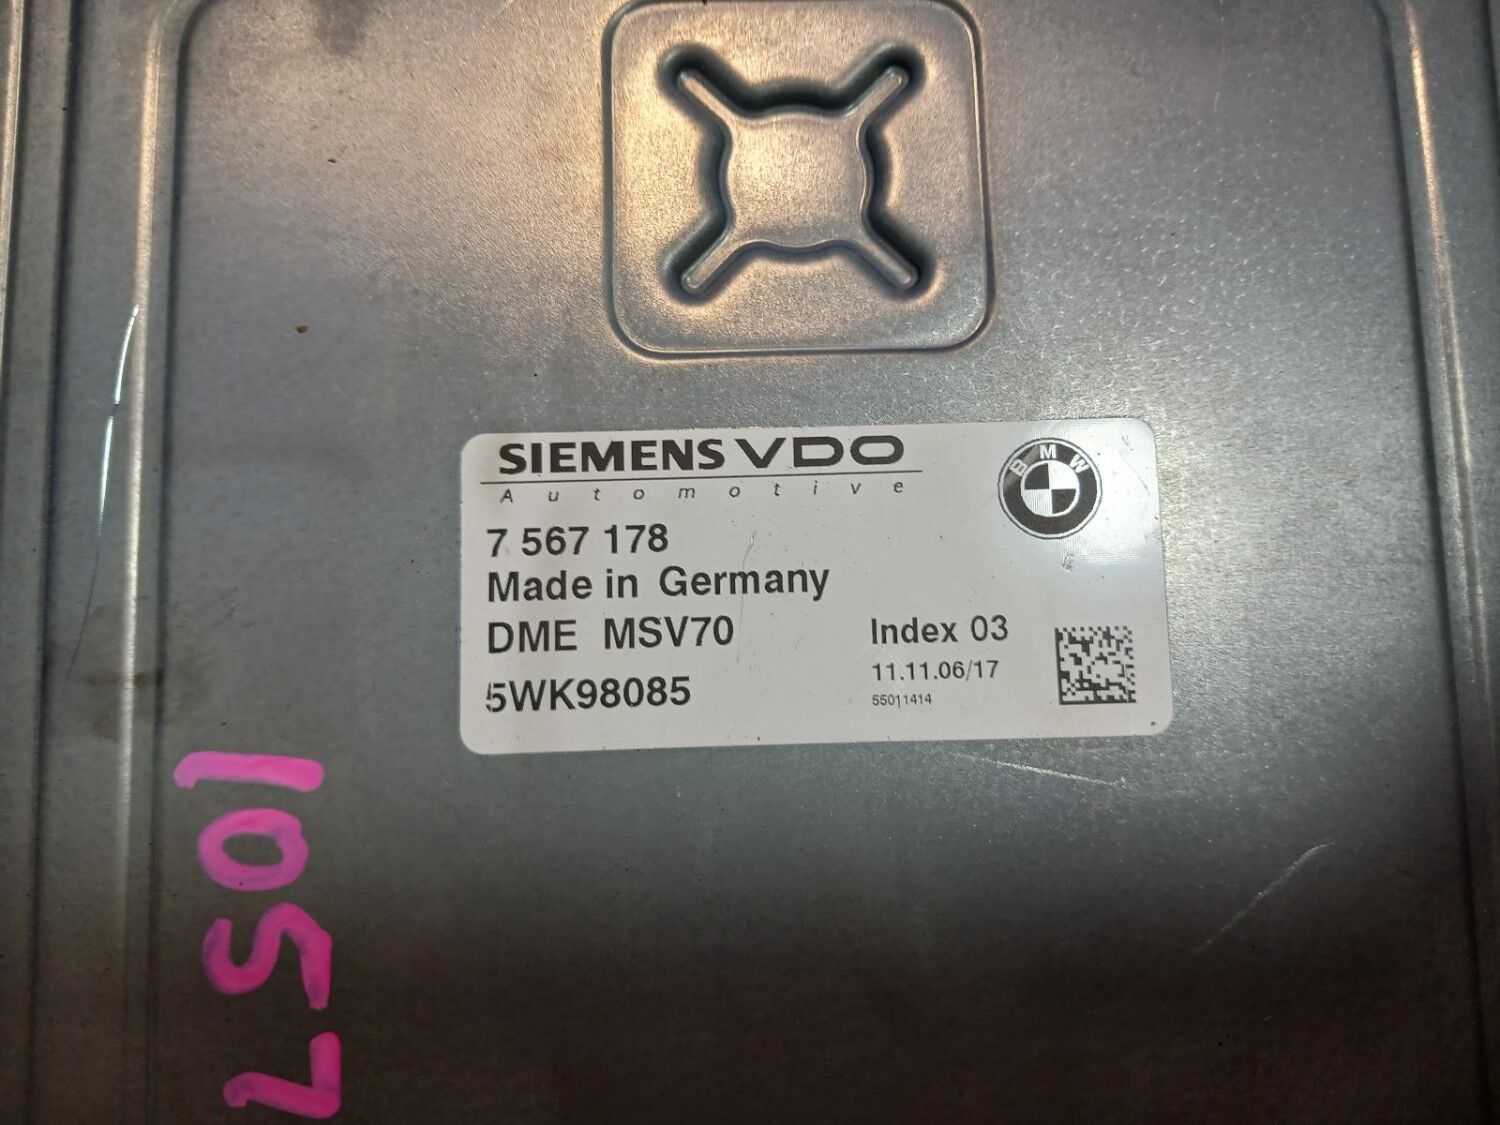 SIEMENS VDO
Automotive
BMW
7 567 178
Made in Germany
DME MSV70
Index 03
11.11.06/17
5WK98085
55011414
1057